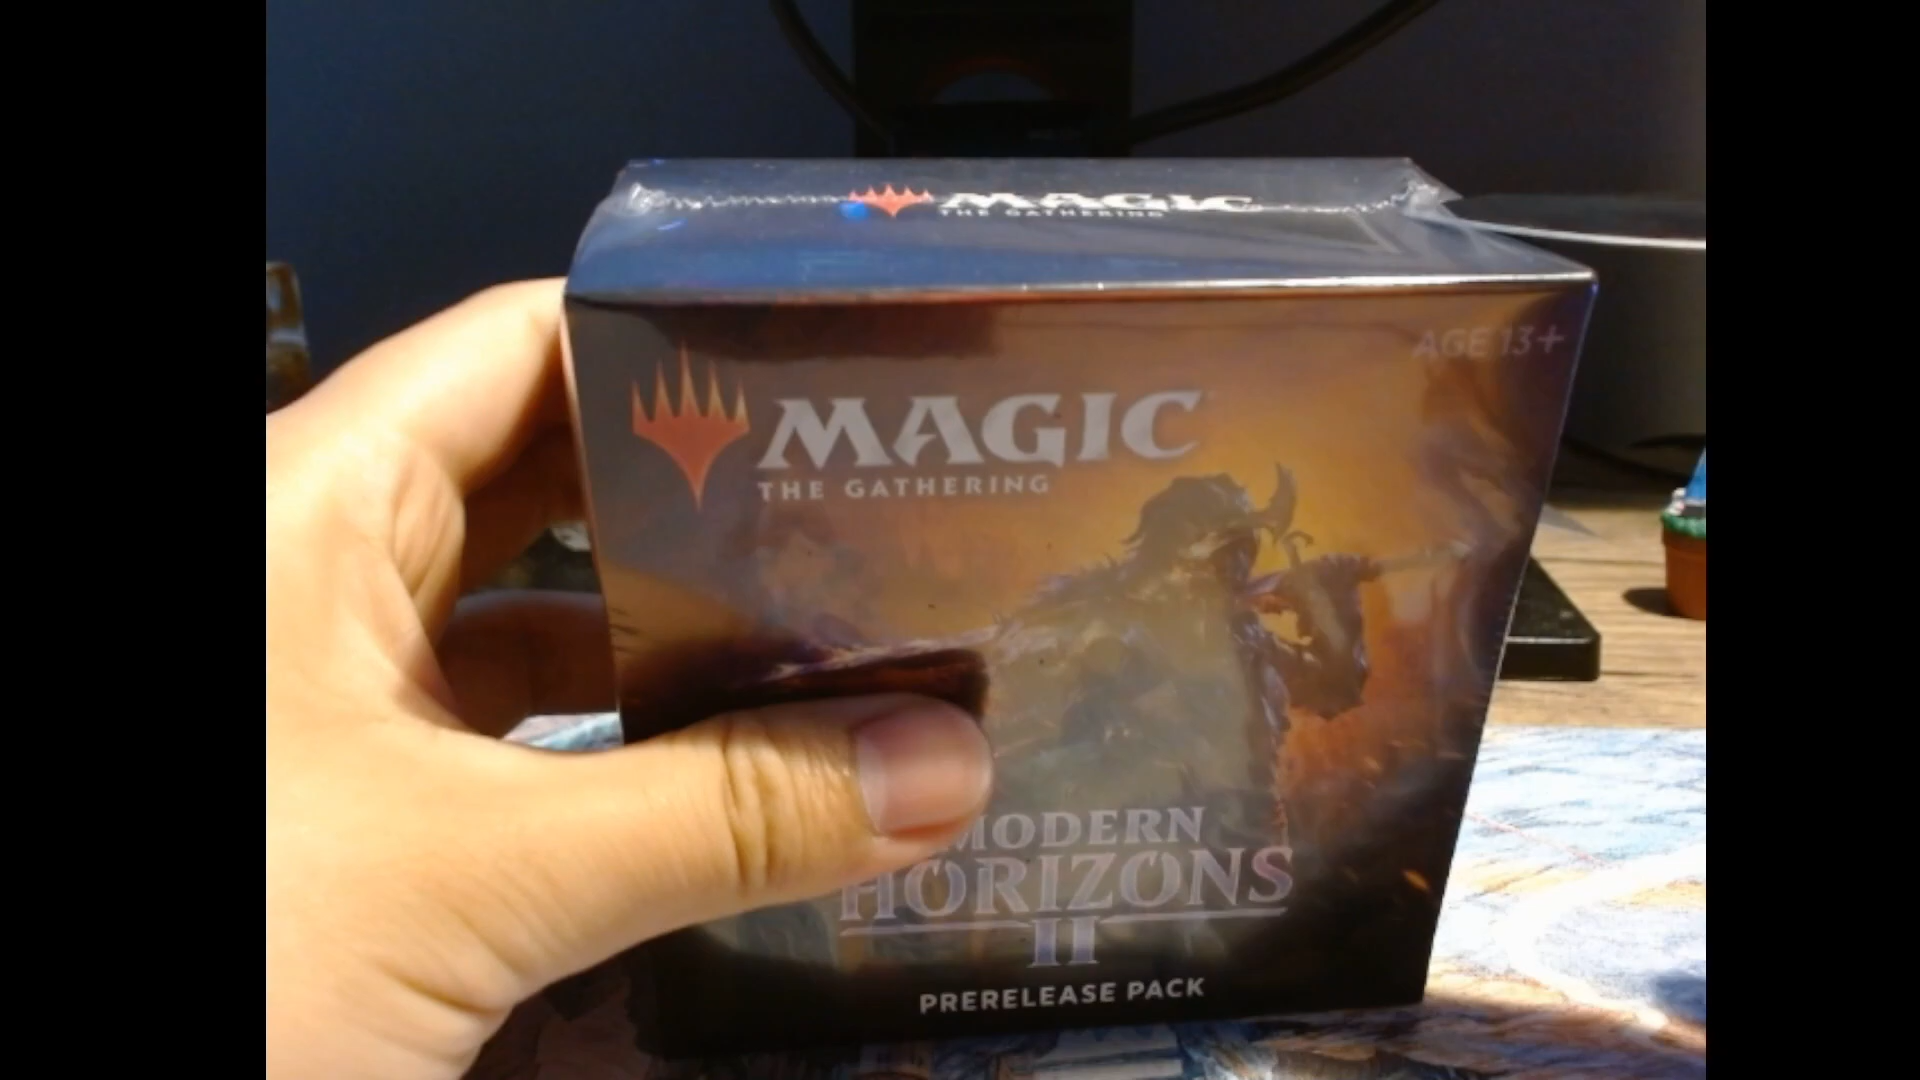 MAGIC
THE GATHERING
AGE 13+
MAGIC
THE GATHERING
MODERN
HORIZONS
II
PRERELEASE PACK